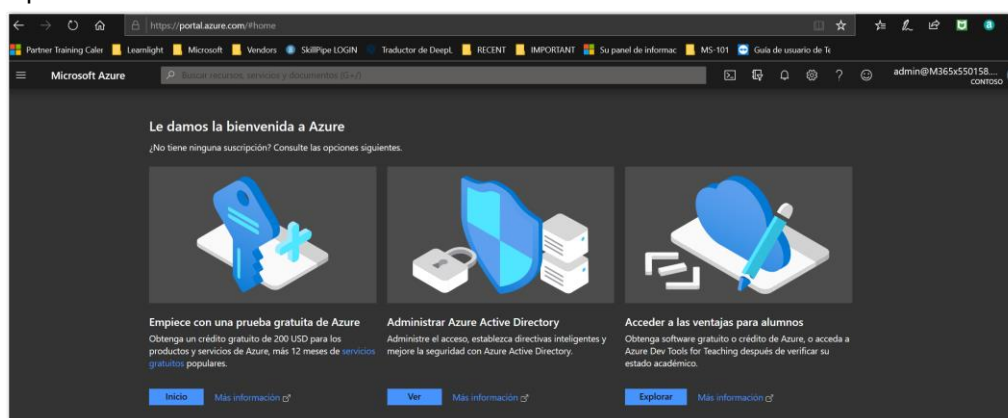 https://portal.azure.com/#home
Partner Training Caler Learnlight Microsoft Vendors SkillPipe LOGIN Traductor de DeepL RECENT IMPORTANT Su panel de informac MS-101 Guía de usuario de Te
Microsoft Azure Buscar recursos, servicios y documentos (G+/) admin@M365x550158....
CONTOSO
Le damos la bienvenida a Azure
¿No tiene ninguna suscripción? Consulte las opciones siguientes.
Empiece con una prueba gratuita de Azure
Obtenga un crédito gratuito de 200 USD para los
productos y servicios de Azure, más 12 meses de servicios
gratuitos populares.
Inicio Más información
Administrar Azure Active Directory
Administre el acceso, establezca directivas inteligentes y
mejore la seguridad con Azure Active Directory.
Ver Más información
Acceder a las ventajas para alumnos
Obtenga software gratuito o crédito de Azure, o acceda a
Azure Dev Tools for Teaching después de verificar su
estado académico.
Explorar Más información